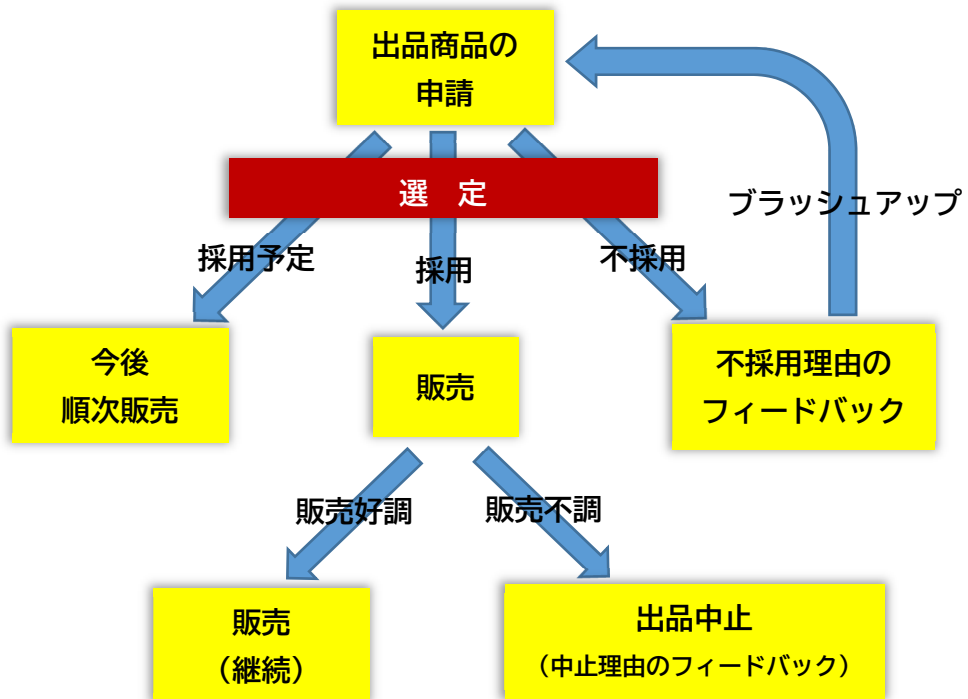 出品商品の
申請
選　定
ブラッシュアップ
採用予定
採用
不採用
今後
順次販売
販売
不採用理由の
フィードバック
販売好調
販売不調
販売
（継続）
出品中止
（中止理由のフィードバック）